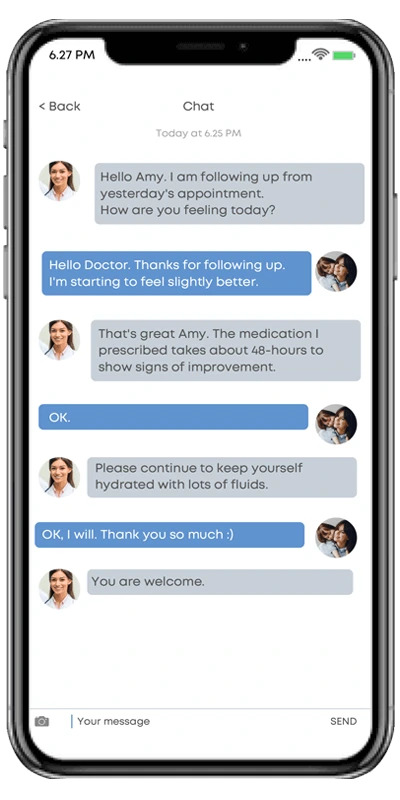 6.27 PM
< Back
Chat
Today at 6.25 PM
Hello Amy. I am following up from
yesterday's appointment.
How are you feeling today?
Hello Doctor. Thanks for following up.
I'm starting to feel slightly better.
That's great Amy. The medication I
prescribed takes about 48-hours to
show signs of improvement.
OK.
Please continue to keep yourself
hydrated with lots of fluids.
OK, I will. Thank you so much :)
You are welcome.
Your message
SEND